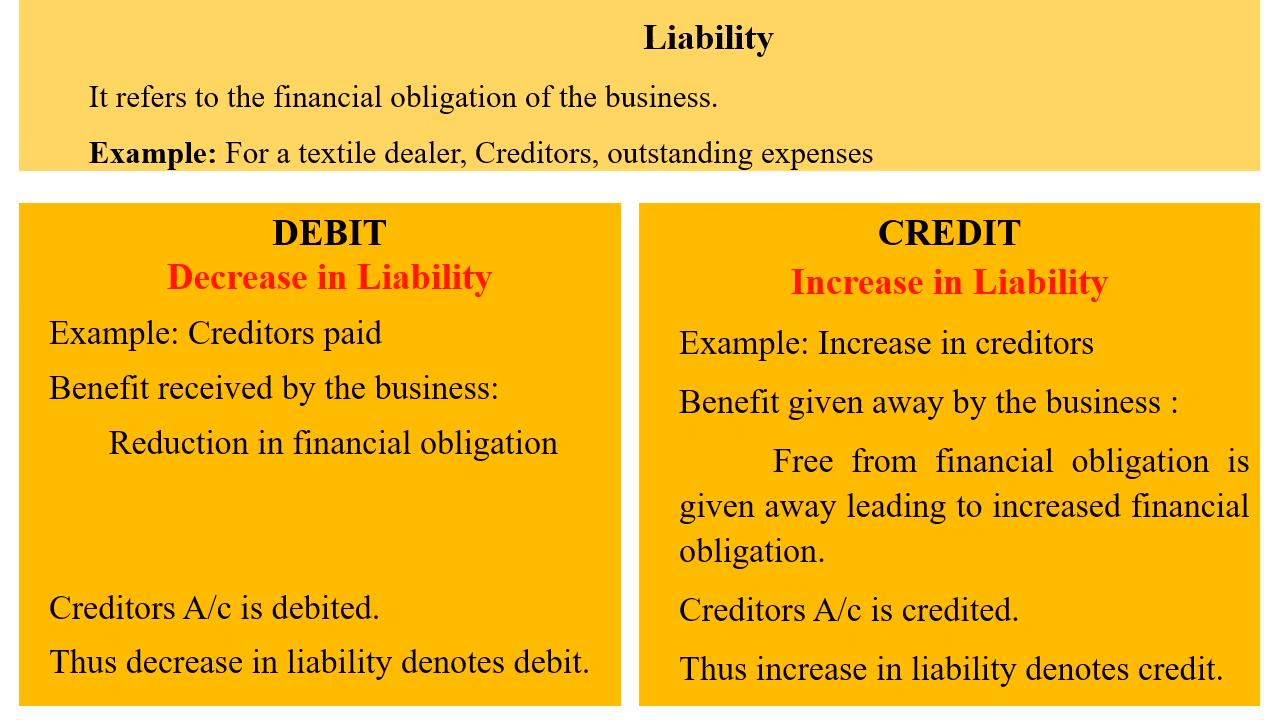 Liability
It refers to the financial obligation of the business.
Example: For a textile dealer, Creditors, outstanding expenses
DEBIT
Decrease in Liability
Example: Creditors paid
Benefit received by the business:
Reduction in financial obligation
Creditors A/c is debited.
Thus decrease in liability denotes debit.
CREDIT
Increase in Liability
Example: Increase in creditors
Benefit given away by the business :
Free from financial obligation is
given away leading to increased financial
obligation.
Creditors A/c is credited.
Thus increase in liability denotes credit.